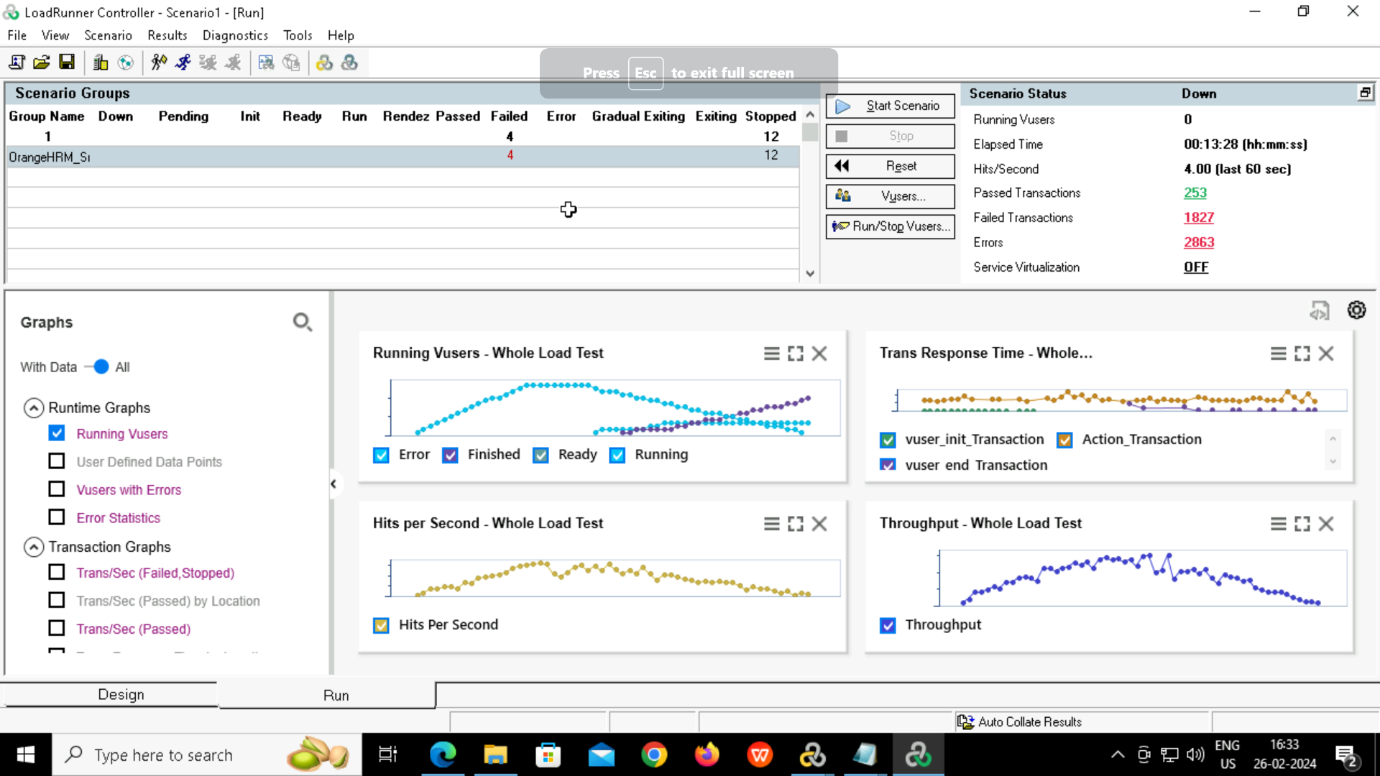 LoadRunner Controller - Scenario1 - [Run]
File View Scenario Results Diagnostics Tools Help
Press Esc to exit full screen
Scenario Groups
Group Name Down Pending Init Ready Run Rendez Passed Failed Error Gradual Exiting Exiting Stopped
1 4 12
OrangeHRM_Si 4 12
Start Scenario
Stop
Reset
Vusers...
Run/Stop Vusers...
Scenario Status Down
Running Vusers 0
Elapsed Time 00:13:28 (hh:mm:ss)
Hits/Second 4.00 (last 60 sec)
Passed Transactions 253
Failed Transactions 1827
Errors 2863
Service Virtualization OFF
Graphs
With Data All
Runtime Graphs
Running Vusers
User Defined Data Points
Vusers with Errors
Error Statistics
Transaction Graphs
Trans/Sec (Failed,Stopped)
Trans/Sec (Passed) by Location
Trans/Sec (Passed)
Running Vusers - Whole Load Test
Error Finished Ready Running
Trans Response Time - Whole...
vuser_init_Transaction Action_Transaction
vuser end Transaction
Hits per Second - Whole Load Test
Hits Per Second
Throughput - Whole Load Test
Throughput
Design Run
Auto Collate Results
Type here to search
ENG
US
16:33
26-02-2024
2